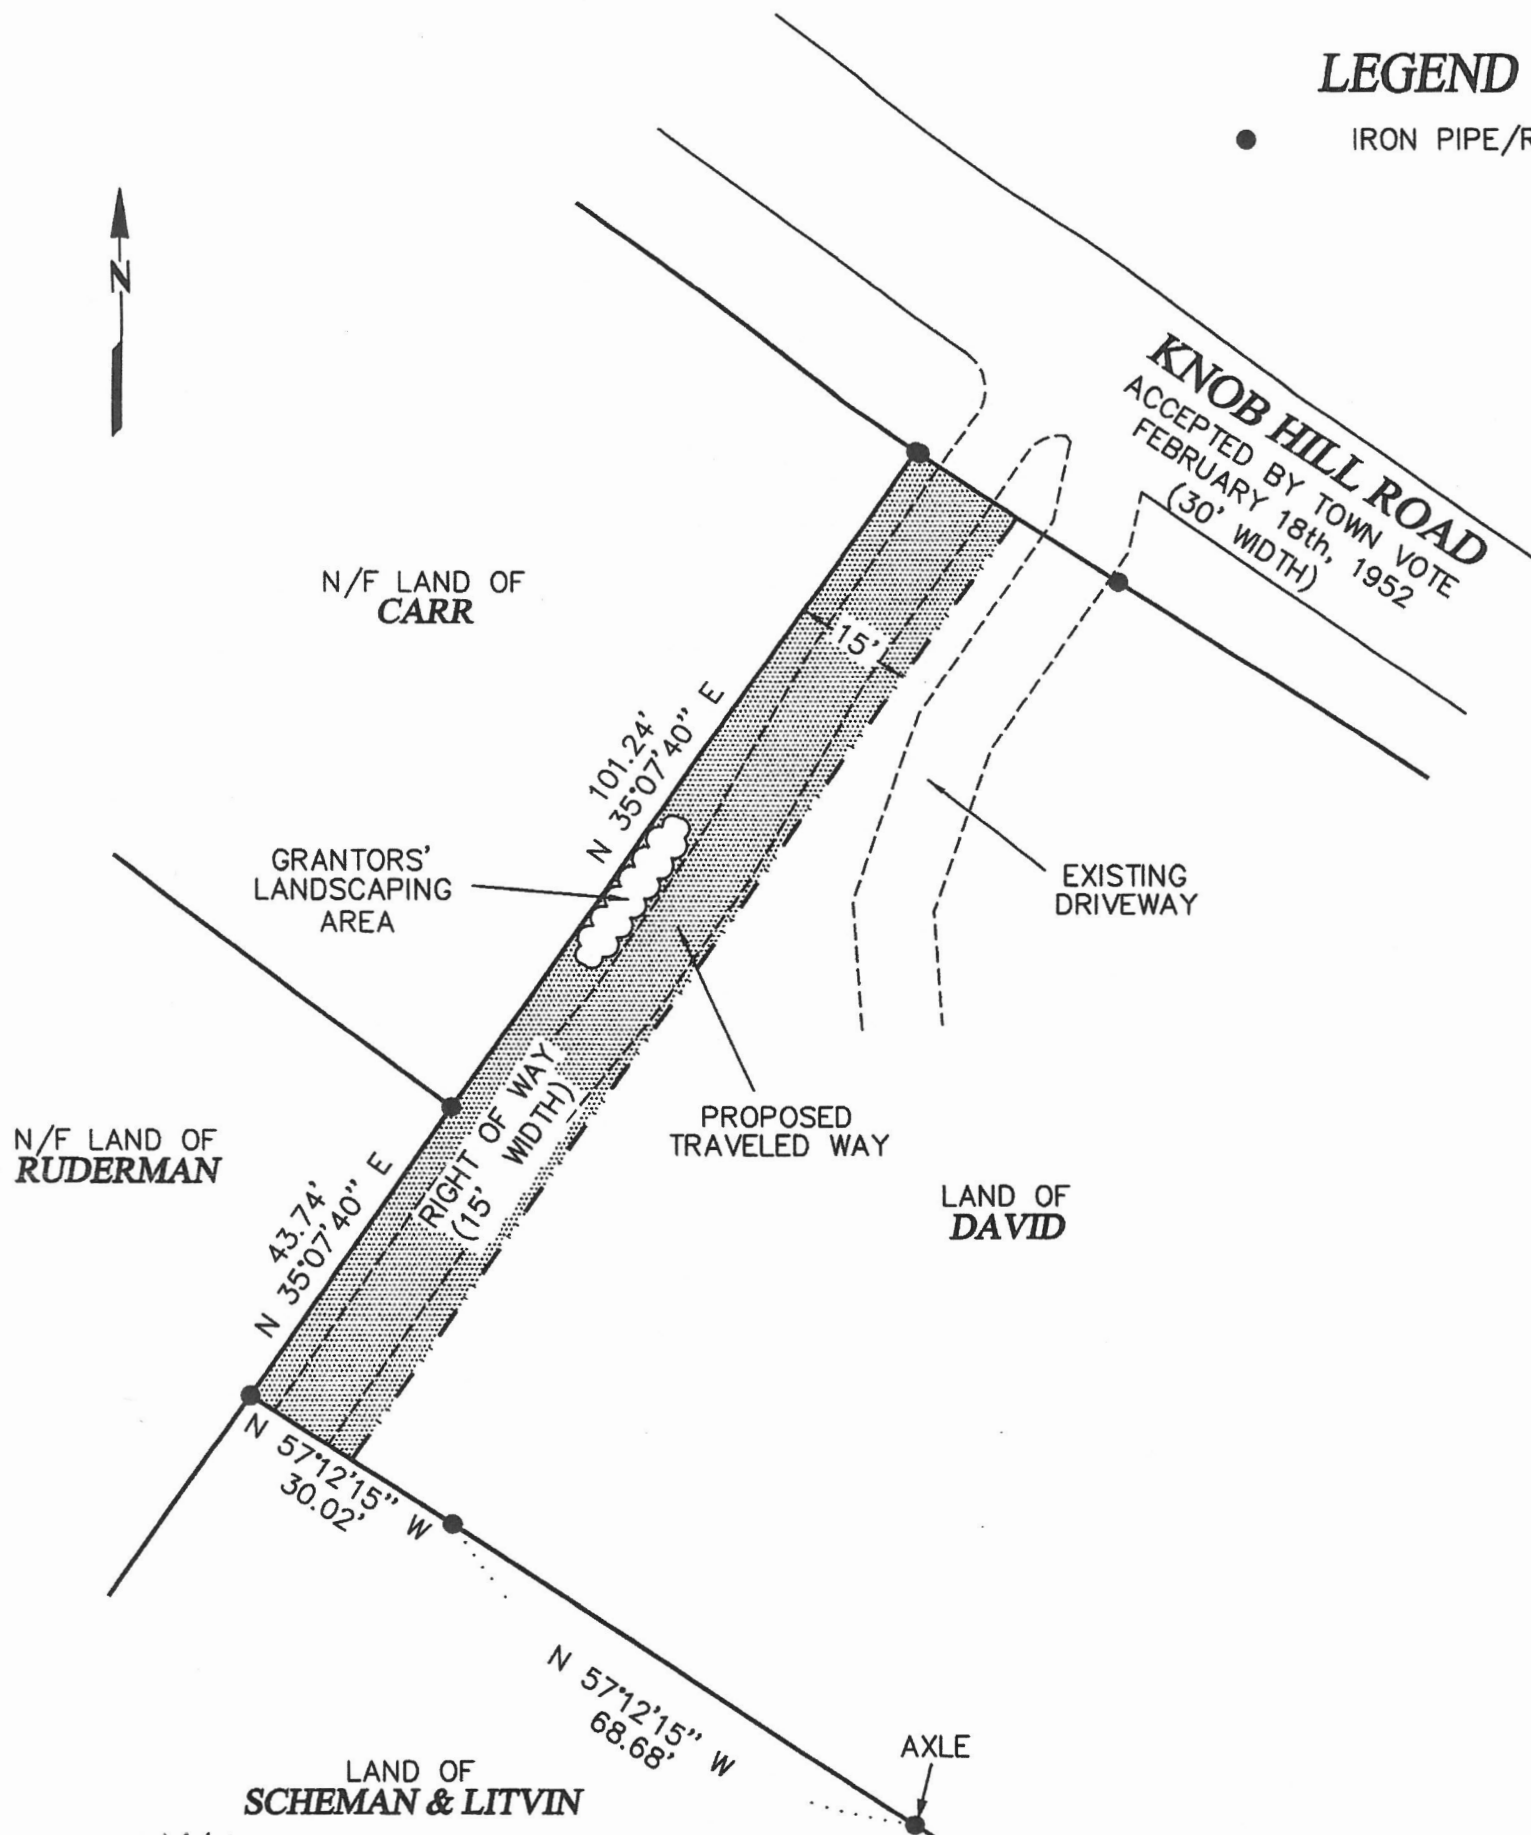 LEGEND
IRON PIPE/R
N
KNOB HILL ROAD
ACCEPTED BY TOWN VOTE
FEBRUARY 18th, 1952
(30' WIDTH)
N/F LAND OF
CARR
15'
101.24'
N 35°07'40" E
GRANTORS'
LANDSCAPING
AREA
EXISTING
DRIVEWAY
PROPOSED
TRAVELED WAY
RIGHT OF WAY
(15' WIDTH)
N/F LAND OF
RUDERMAN
43.74'
N 35°07'40" E
LAND OF
DAVID
N 57°12'15" W
30.02'
N 57°12'15" W
68.68'
AXLE
LAND OF
SCHEMAN & LITVIN